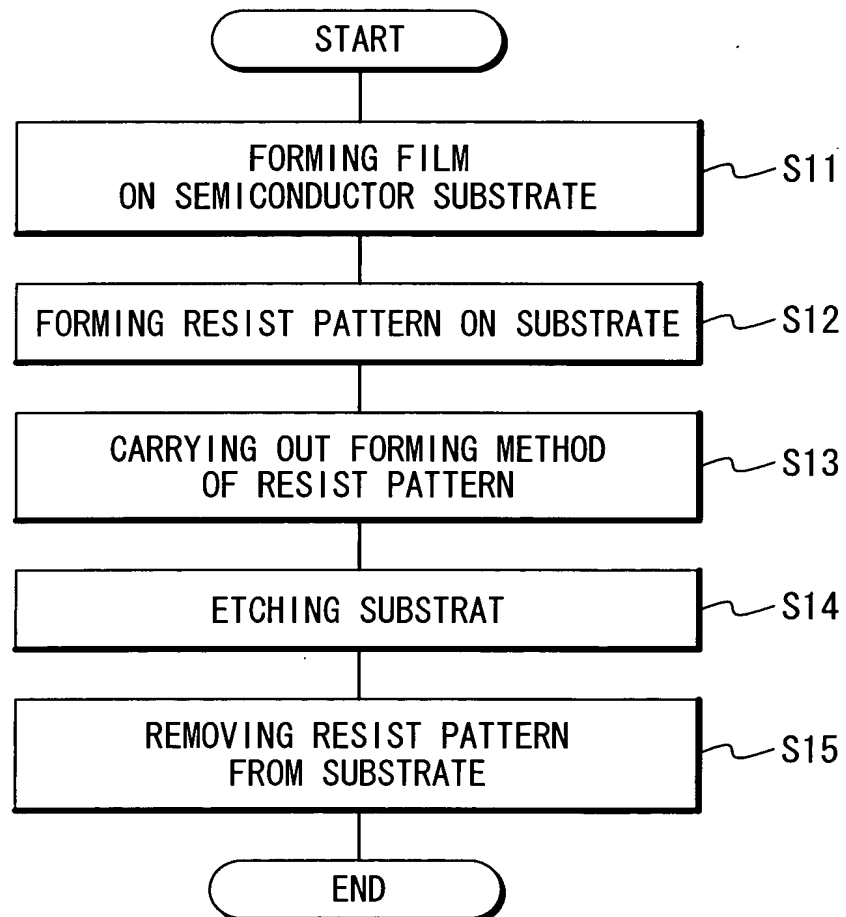 START
FORMING FILM
ON SEMICONDUCTOR SUBSTRATE
S11
FORMING RESIST PATTERN ON SUBSTRATE
S12
CARRYING OUT FORMING METHOD
OF RESIST PATTERN
S13
ETCHING SUBSTRAT
S14
REMOVING RESIST PATTERN
FROM SUBSTRATE
S15
END